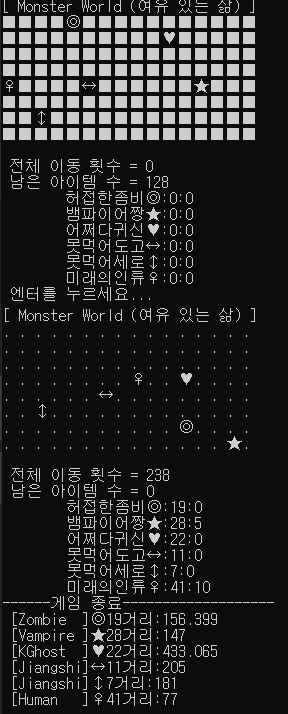 [ Monster World(여유 있는 삶) ]
■■■■◎■■■■■■■■■■■
■■■■■■■■■■♥■■■■■
■■■■■■■■■■■■■■■■
♀■■■■↔■■■■■■★■■■
■■■■■■■■■■■■■■■■
■■↕■■■■■■■■■■■■■
■■■■■■■■■■■■■■■■
전체 이동 횟수 = 0
남은 아이템 수 = 128
허접한좀비◎:0:0
뱀파이어짱★:0:0
어쩌다귀신♥:0:0
못먹어도고↔:0:0
못먹어세로↕:0:0
미래의인류♀:0:0
엔터를 누르세요...
[ Monster World(여유 있는 삶) ]
. . . . . . . . . . . . . . . .
. . . . . . . . . . . . . . . .
. . . . . . . . ♀ . . ♥ . . . .
. . . . . . ↔ . . . . . . . . .
. . ↕ . . . . . . . . . . . . .
. . . . . . . . . . . ◎ . . . .
. . . . . . . . . . . . . . ★ .
전체 이동 횟수 = 238
남은 아이템 수 = 0
허접한좀비◎:19:0
뱀파이어짱★:28:5
어쩌다귀신♥:22:0
못먹어도고↔:11:0
못먹어세로↕:7:0
미래의인류♀:41:10
------게임 종료-------------------
[Zombie  ]◎19거리:156.399
[Vampire ]★28거리:147
[KGhost  ]♥22거리:433.065
[Jiangshi]↔11거리:205
[Jiangshi]↕7거리:181
[Human   ]♀41거리:77